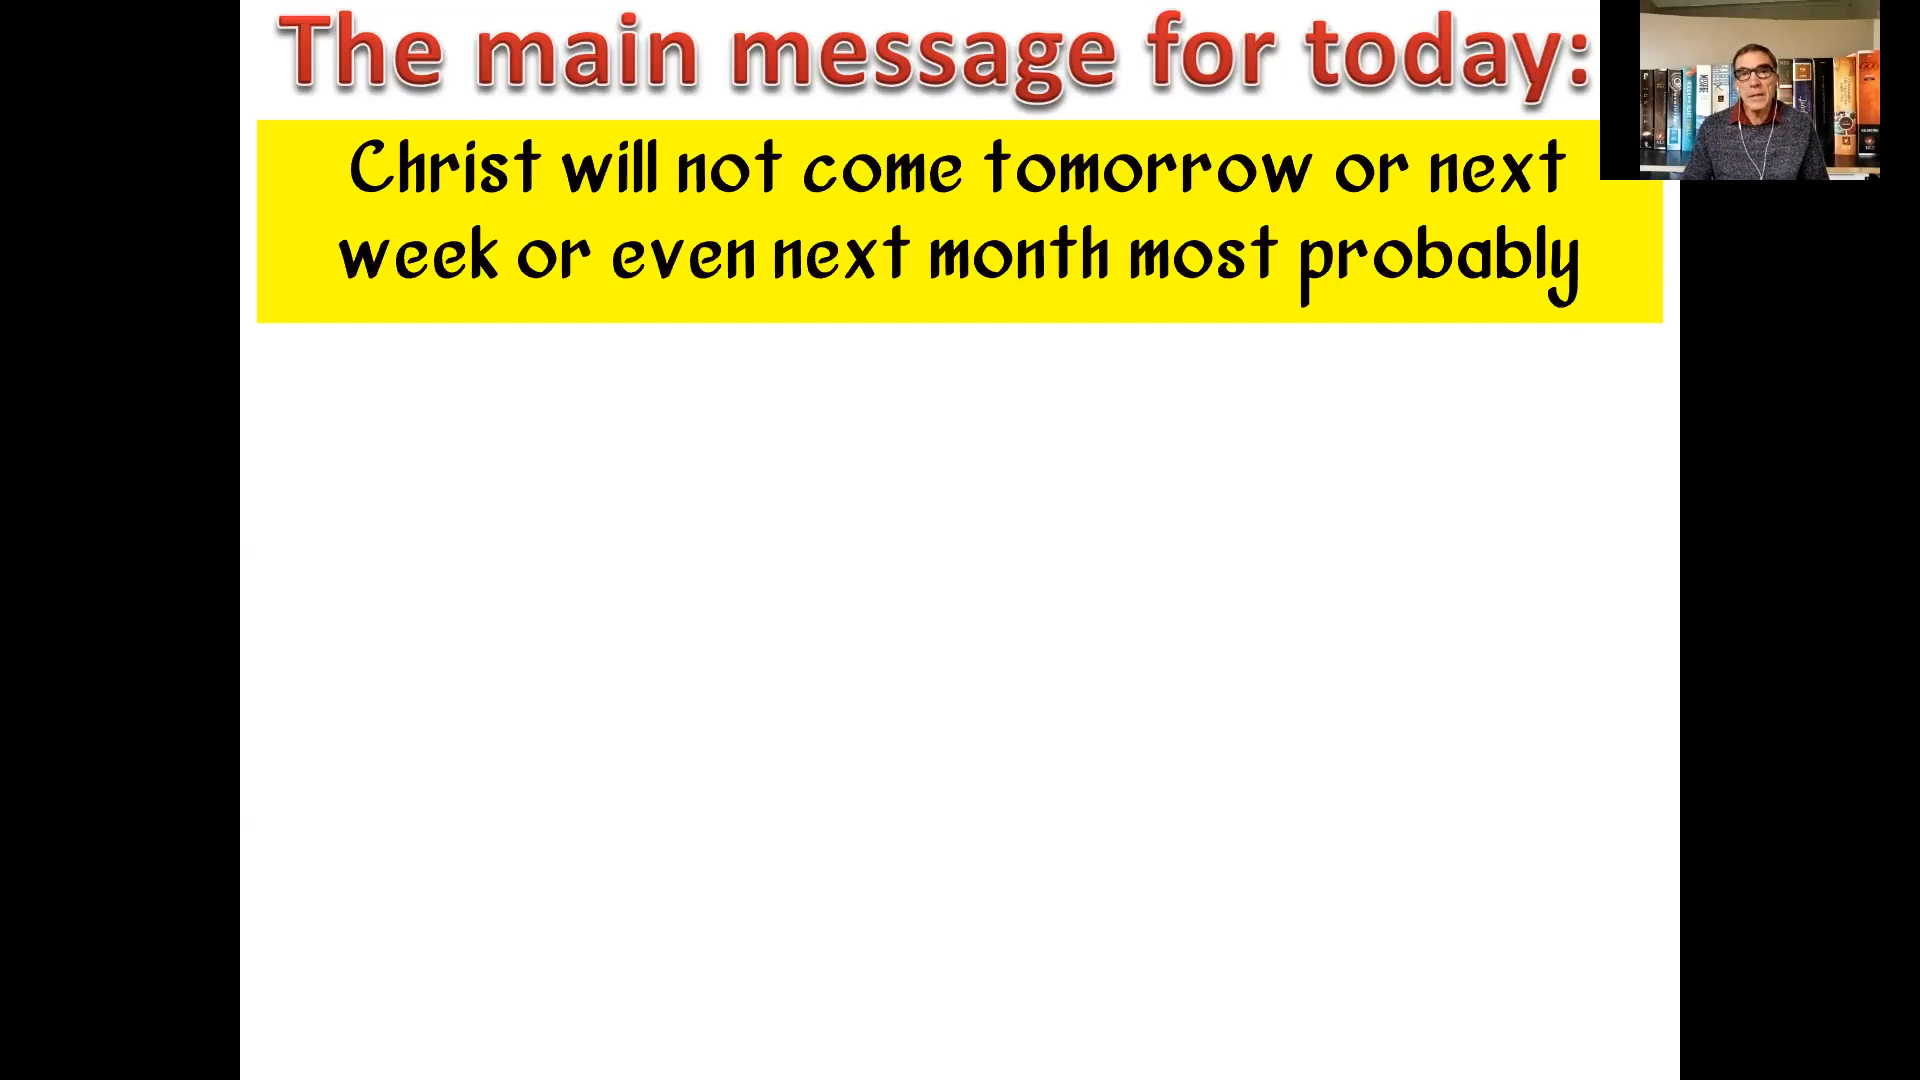 The main message for today:
Christ will not come tomorrow or next
week or even next month most probably